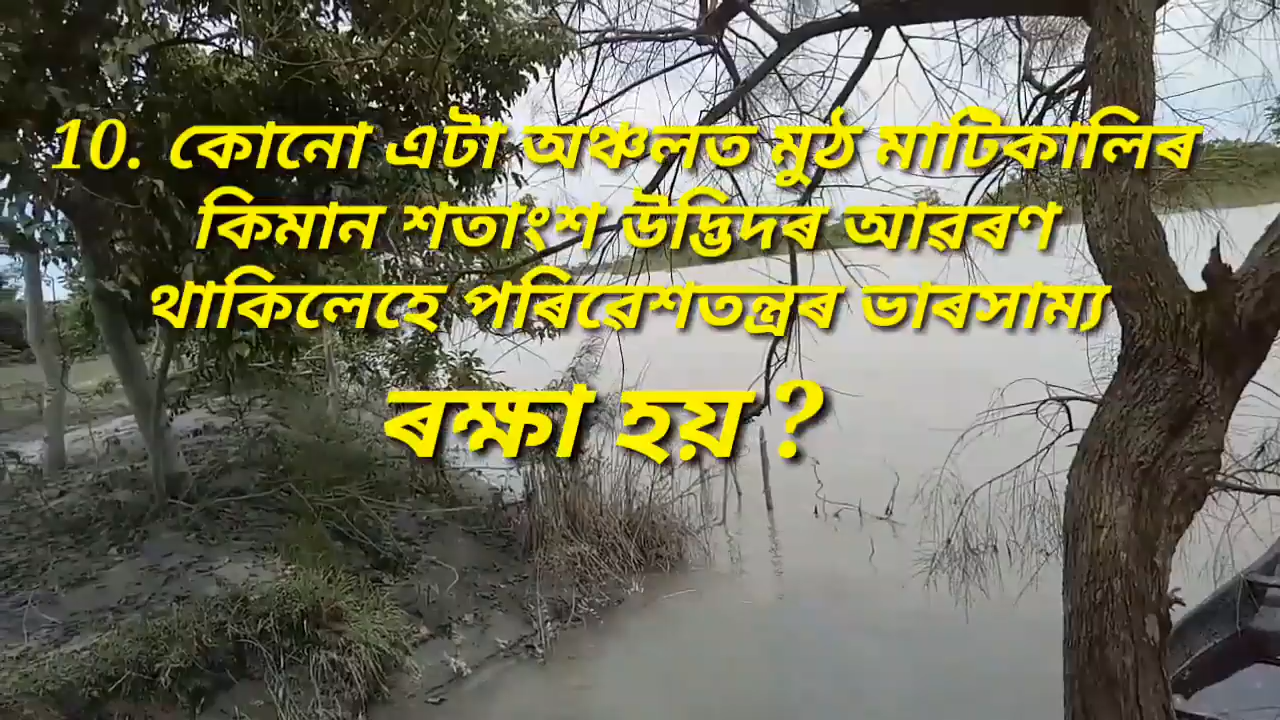 10. কোনো এটা অঞ্চলত মুঠ মাটিকালিৰ
কিমান শতাংশ উদ্ভিদৰ আৱৰণ
থাকিলেহে পৰিৱেশতন্ত্ৰৰ ভাৰসাম্য
ৰক্ষা হয় ?